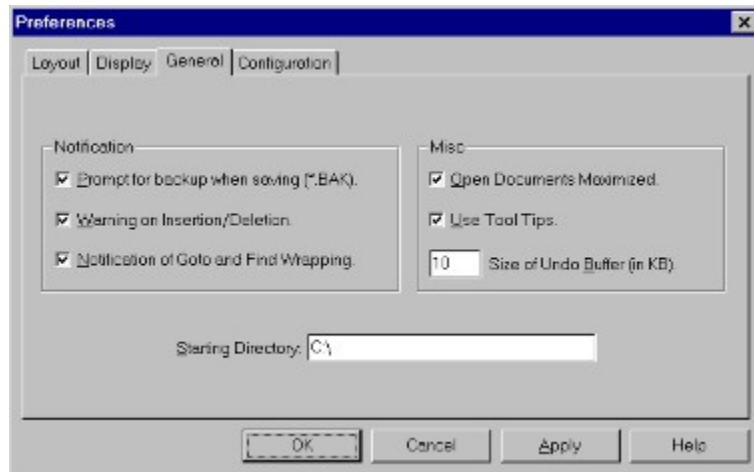 Preferences
Layout Display General Configuration
Notification
Prompt for backup when saving (*.BAK).
Warning on Insertion/Deletion.
Notification of Goto and Find Wrapping.
Misc
Open Documents Maximized.
Use Tool Tips.
10 Size of Undo Buffer (in KB).
Starting Directory: C:\
OK Cancel Apply Help